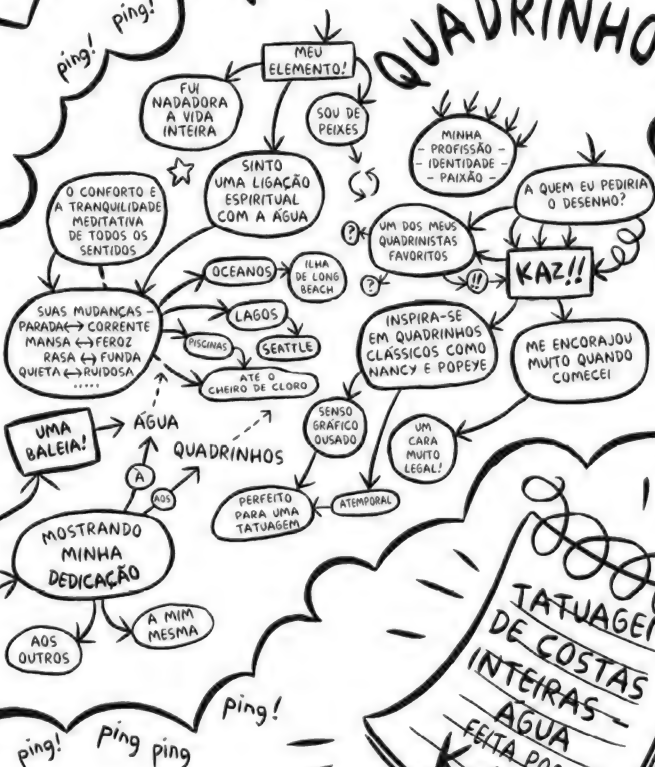 ping!
ping!
QUADRINHO
MEU
ELEMENTO!
FUI
NADADORA
A VIDA
INTEIRA
SOU DE
PEIXES
SINTO
UMA LIGAÇÃO
ESPIRITUAL
COM A ÁGUA
O CONFORTO E
A TRANQUILIDADE
MEDITATIVA
DE TODOS OS
SENTIDOS
SUAS MUDANÇAS –
PARADA ↔ CORRENTE
MANSA ↔ FEROZ
RASA ↔ FUNDA
QUIETA ↔ RUIDOSA
.....
OCEANOS
ILHA
DE LONG
BEACH
LAGOS
SEATTLE
PISCINAS
ATÉ O
CHEIRO DE CLORO
MINHA
– PROFISSÃO –
– IDENTIDADE –
– PAIXÃO –
A QUEM EU PEDIRIA
O DESENHO?
UM DOS MEUS
QUADRINISTAS
FAVORITOS
?
?
!!
KAZ!!
INSPIRA-SE
EM QUADRINHOS
CLÁSSICOS COMO
NANCY E POPEYE
ME ENCORAJOU
MUITO QUANDO
COMECEI
SENSO
GRÁFICO
OUSADO
UM
CARA
MUITO
LEGAL!
PERFEITO
PARA UMA
TATUAGEM
ATEMPORAL
UMA
BALEIA!
ÁGUA
QUADRINHOS
À
AOS
MOSTRANDO
MINHA
DEDICAÇÃO
AOS
OUTROS
A MIM
MESMA
ping!
ping!
ping
ping
TATUAGE
DE COSTAS
INTEIRAS –
ÁGUA
FEITA POR
K